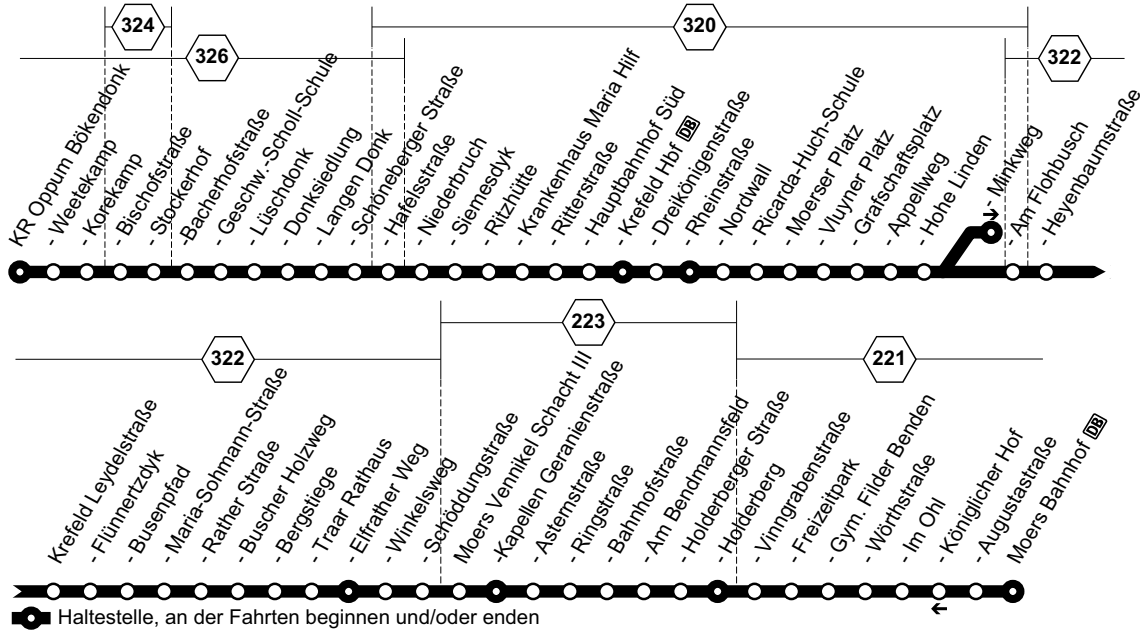 324
320
326
322
KR Oppum Bökendonk
- Weetekamp
- Korekamp
- Bischofstraße
- Stockerhof
- Bacherhofstraße
- Geschw.-Scholl-Schule
- Lüschdonk
- Donksiedlung
- Langen Donk
- Schöneberger Straße
- Hafelsstraße
- Niederbruch
- Siemesdyk
- Ritzhütte
- Krankenhaus Maria Hilf
- Ritterstraße
- Hauptbahnhof Süd
- Krefeld Hbf DB
- Dreikönigenstraße
- Rheinstraße
- Nordwall
- Ricarda-Huch-Schule
- Moerser Platz
- Vluyner Platz
- Grafschaftsplatz
- Appellweg
- Hohe Linden
- Minkweg
- Am Flohbusch
- Heyenbaumstraße
223
322
221
Krefeld Leydelstraße
- Flünnertzdyk
- Busenpfad
- Maria-Sohmann-Straße
- Rather Straße
- Buscher Holzweg
- Bergstiege
- Traar Rathaus
- Elfrather Weg
- Winkelsweg
- Schöddungstraße
Moers Vennikel Schacht III
- Kapellen Geranienstraße
- Asternstraße
- Ringstraße
- Bahnhofstraße
- Am Bendmannsfeld
- Holderberger Straße
- Holderberg
- Vinngrabenstraße
- Freizeitpark
- Gym. Filder Benden
- Wörthstraße
- Im Ohl
- Königlicher Hof
- Augustastraße
Moers Bahnhof DB
Haltestelle, an der Fahrten beginnen und/oder enden